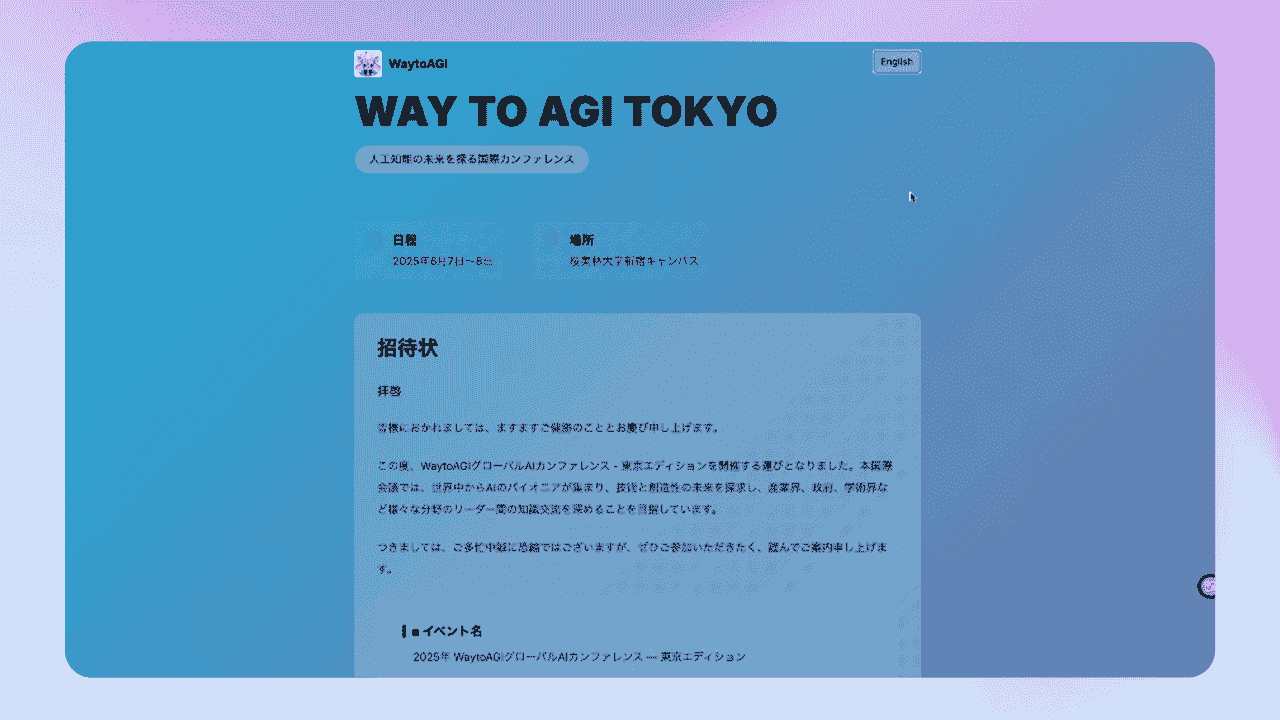 WaytoAGI
English
WAY TO AGI TOKYO
人工知能の未来を探る国際カンファレンス
日程
2025年6月7日〜8日
場所
桜美林大学新宿キャンパス
招待状
拝啓
皆様におかれましては、ますますご健勝のこととお慶び申し上げます。
この度、WaytoAGIグローバルAIカンファレンス - 東京エディションを開催する運びとなりました。本国際
会議では、世界中からAIのパイオニアが集まり、技術と創造性の未来を探求し、産業界、政府、学術界な
ど様々な分野のリーダー間の知識交流を深めることを目指しています。
つきましては、ご多忙中誠に恐縮ではございますが、ぜひご参加いただきたく、謹んでご案内申し上げま
す。
イベント名
2025年 WaytoAGIグローバルAIカンファレンス — 東京エディション